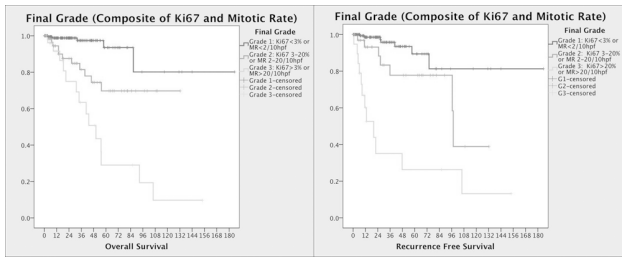 Final Grade (Composite of Ki67 and Mitotic Rate)
Final Grade
Grade 1: Ki67<3% or
MR<2/10hpf
Grade 2: Ki67 3-20%
or MR 2-20/10hpf
Grade 3: Ki67>3% or
MR>20/10hpf
Grade 1-censored
Grade 2-censored
Grade 3-censored
1.0
0.8
0.6
0.4
0.2
0.0
0 12 24 36 48 60 72 84 96 108 120 132 144 156 168 180
Overall Survival
Final Grade (Composite of Ki67 and Mitotic Rate)
Final Grade
Grade 1: Ki67<3% or
MR<2/10hpf
Grade 2: Ki67 3-20%
or MR 2-20/10hpf
Grade 3: Ki67>20%
or MR>20/10hpf
G1-censored
G2-censored
G3-censored
1.0
0.8
0.6
0.4
0.2
0.0
0 12 24 36 48 60 72 84 96 108 120 132 144 156 168 180
Recurrence Free Survival